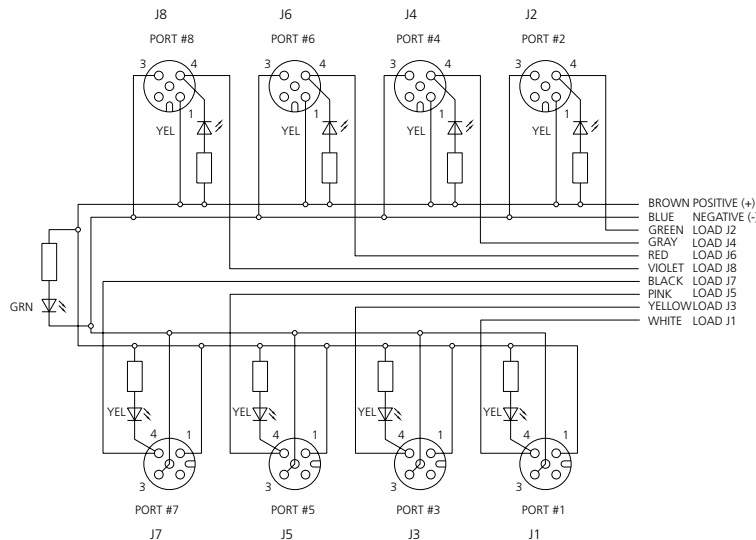 J8 J6 J4 J2
PORT #8 PORT #6 PORT #4 PORT #2
3 4 3 4 3 4 3 4
1 1 1 1
YEL YEL YEL YEL
BROWN POSITIVE (+)
BLUE NEGATIVE (-)
GREEN LOAD J2
GRAY LOAD J4
RED LOAD J6
VIOLET LOAD J8
BLACK LOAD J7
PINK LOAD J5
YELLOW LOAD J3
WHITE LOAD J1
GRN
YEL YEL YEL YEL
4 1 4 1 4 1 4 1
3 3 3 3
PORT #7 PORT #5 PORT #3 PORT #1
J7 J5 J3 J1